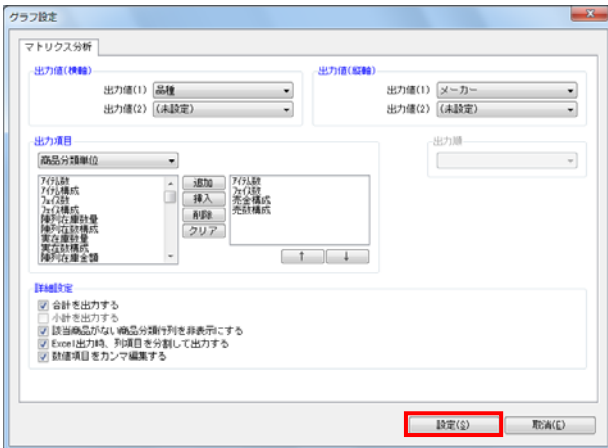 グラフ設定
マトリクス分析
出力値(横軸)
出力値(1) 品種
出力値(2) (未設定)
出力値(縦軸)
出力値(1) メーカー
出力値(2) (未設定)
出力項目
商品分類単位
アイテム数
アイテム構成
フェイス数
フェイス構成
陳列在庫数量
陳列在数構成
実在庫数量
実在数構成
陳列在庫金額
追加
挿入
削除
クリア
アイテム数
フェイス数
売金構成
売数構成
↑ ↓
出力順
詳細設定
合計を出力する
小計を出力する
該当商品がない商品分類行列を非表示にする
Excel出力時、列項目を分割して出力する
数値項目をカンマ編集する
設定(S) 取消(E)